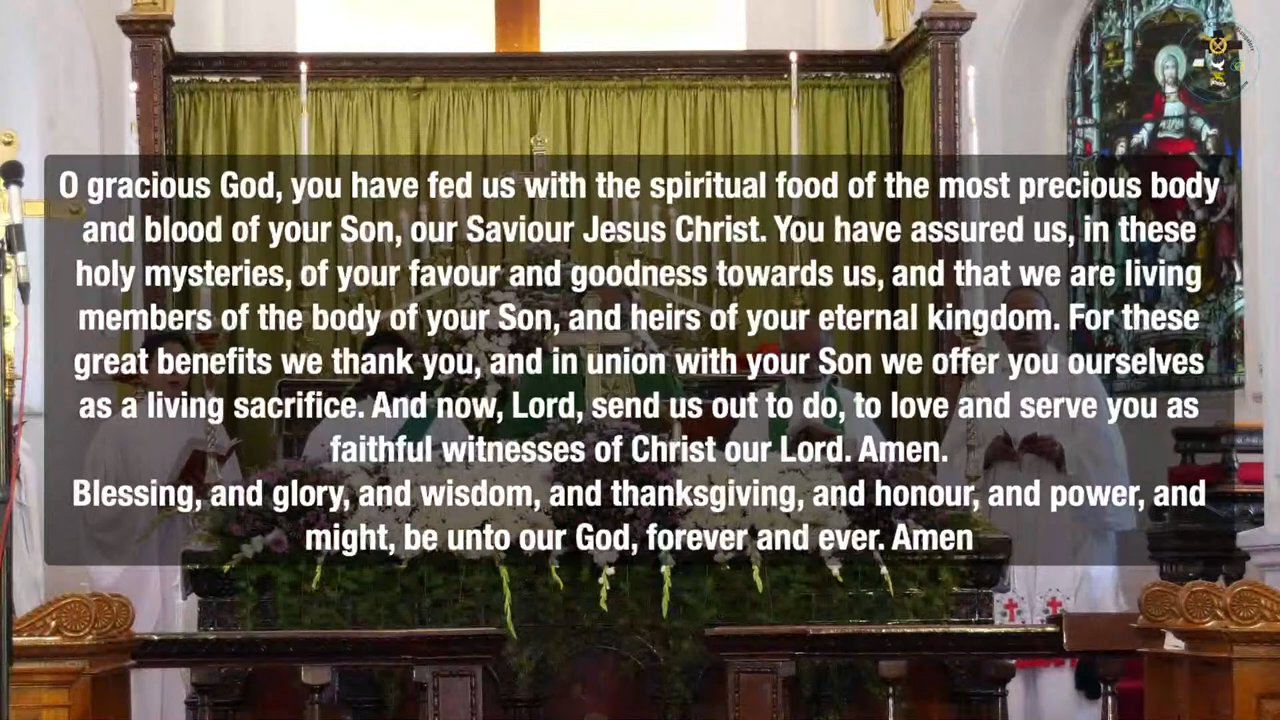 O gracious God, you have fed us with the spiritual food of the most precious body
and blood of your Son, our Saviour Jesus Christ. You have assured us, in these
holy mysteries, of your favour and goodness towards us, and that we are living
members of the body of your Son, and heirs of your eternal kingdom. For these
great benefits we thank you, and in union with your Son we offer you ourselves
as a living sacrifice. And now, Lord, send us out to do, to love and serve you as
faithful witnesses of Christ our Lord. Amen.
Blessing, and glory, and wisdom, and thanksgiving, and honour, and power, and
might, be unto our God, forever and ever. Amen